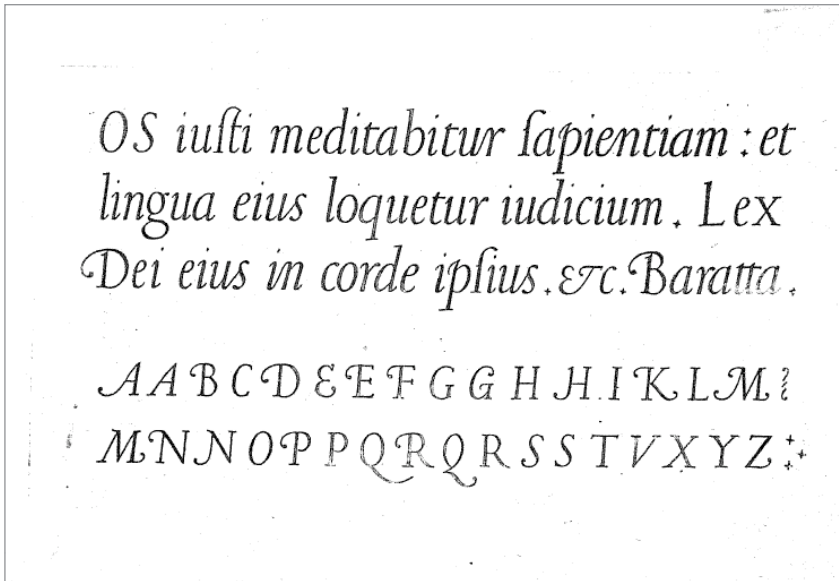 OS iuſti meditabitur ſapientiam : et
lingua eius loquetur iudicium . Lex
Dei eius in corde ipſius . &c. Baratta .
A A B C D E E F G G H H I K L M
M N N O P P Q R Q R S S T V X Y Z